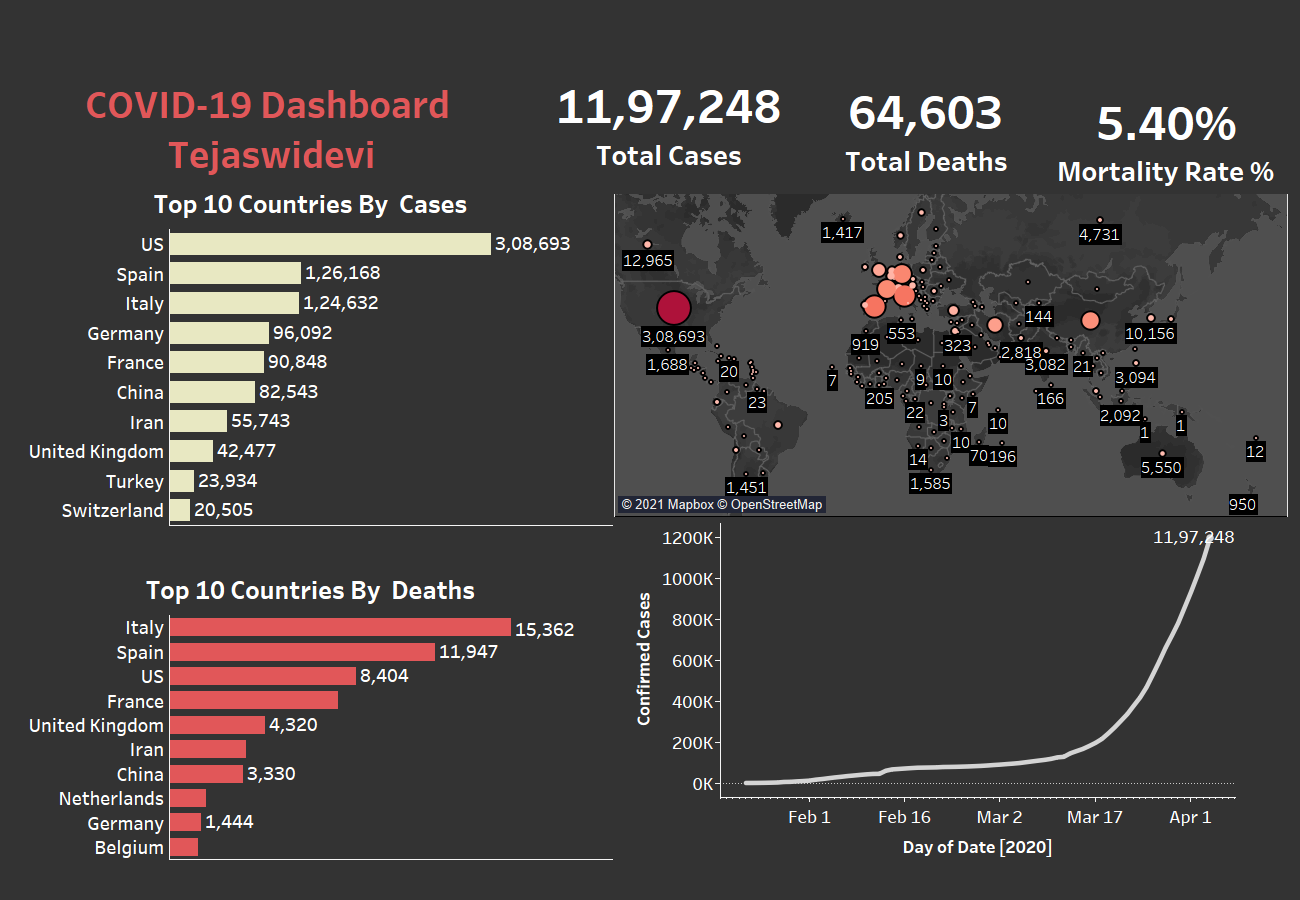 COVID-19 Dashboard
Tejaswidevi
11,97,248
Total Cases
64,603
Total Deaths
5.40%
Mortality Rate %
Top 10 Countries By Cases
US 3,08,693
Spain 1,26,168
Italy 1,24,632
Germany 96,092
France 90,848
China 82,543
Iran 55,743
United Kingdom 42,477
Turkey 23,934
Switzerland 20,505
1,417
4,731
12,965
3,08,693
1,688
20
23
1,451
919
553
323
144
10,156
2,818
3,082
21
3,094
7
205
9
10
22
3
7
10
166
2,092
1
1
10
70
196
14
1,585
5,550
12
950
© 2021 Mapbox © OpenStreetMap
Top 10 Countries By Deaths
Italy 15,362
Spain 11,947
US 8,404
France
United Kingdom 4,320
Iran
China 3,330
Netherlands
Germany 1,444
Belgium
11,97,248
Confirmed Cases
1200K
1000K
800K
600K
400K
200K
0K
Feb 1 Feb 16 Mar 2 Mar 17 Apr 1
Day of Date [2020]